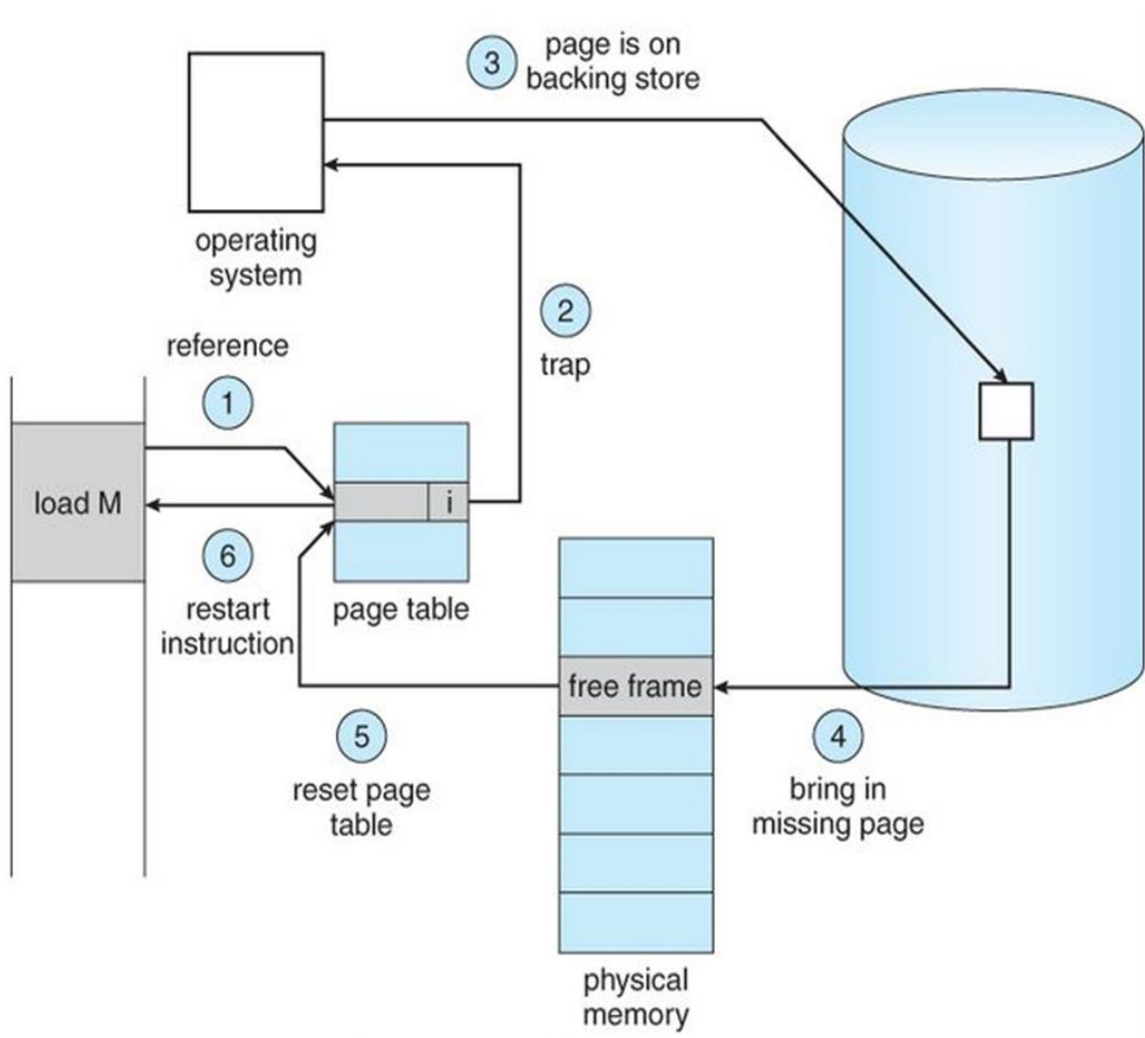 3
page is on
backing store
operating
system
2
trap
reference
1
load M
i
6
restart
instruction
page table
free frame
5
reset page
table
4
bring in
missing page
physical
memory